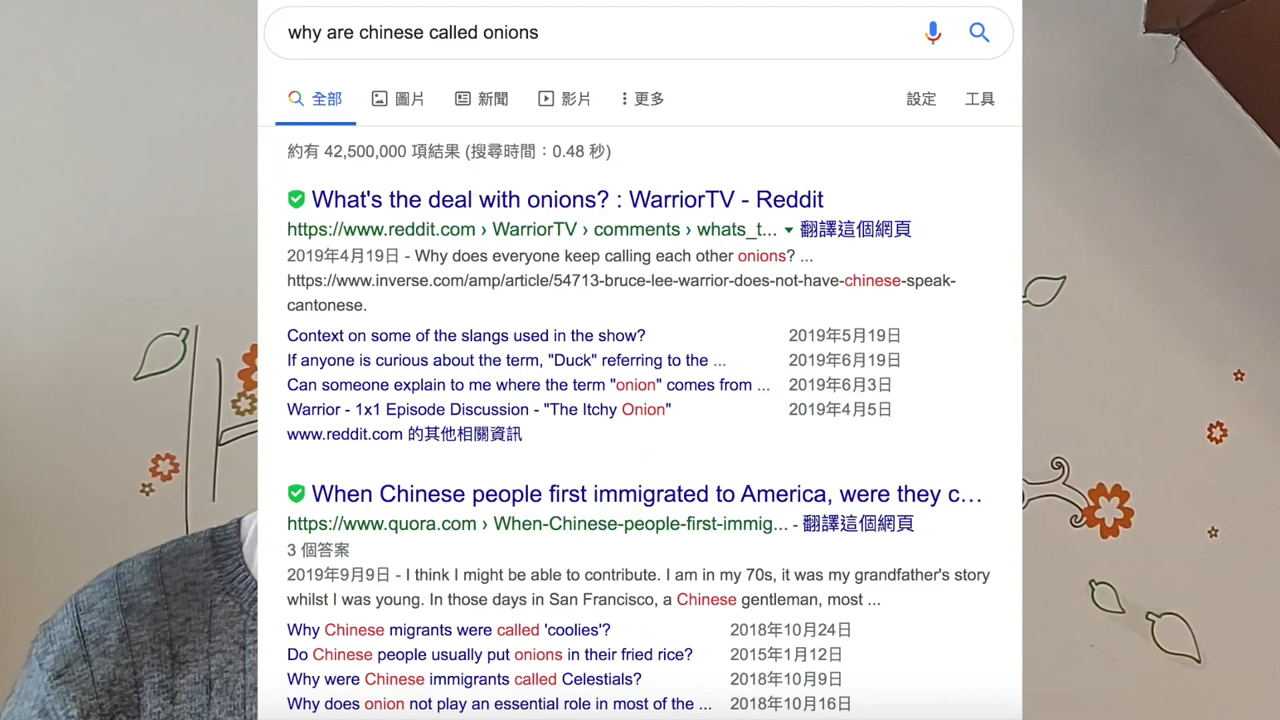 why are chinese called onions
全部 圖片 新聞 影片 更多 設定 工具
約有 42,500,000 項結果 (搜尋時間：0.48 秒)
What's the deal with onions? : WarriorTV - Reddit
https://www.reddit.com › WarriorTV › comments › whats_t... 翻譯這個網頁
2019年4月19日 - Why does everyone keep calling each other onions? ...
https://www.inverse.com/amp/article/54713-bruce-lee-warrior-does-not-have-chinese-speak-
cantonese.
Context on some of the slangs used in the show? 2019年5月19日
If anyone is curious about the term, "Duck" referring to the ... 2019年6月19日
Can someone explain to me where the term "onion" comes from ... 2019年6月3日
Warrior - 1x1 Episode Discussion - "The Itchy Onion" 2019年4月5日
www.reddit.com 的其他相關資訊
When Chinese people first immigrated to America, were they c...
https://www.quora.com › When-Chinese-people-first-immig... - 翻譯這個網頁
3 個答案
2019年9月9日 - I think I might be able to contribute. I am in my 70s, it was my grandfather's story
whilst I was young. In those days in San Francisco, a Chinese gentleman, most ...
Why Chinese migrants were called 'coolies'? 2018年10月24日
Do Chinese people usually put onions in their fried rice? 2015年1月12日
Why were Chinese immigrants called Celestials? 2018年10月9日
Why does onion not play an essential role in most of the ... 2018年10月16日